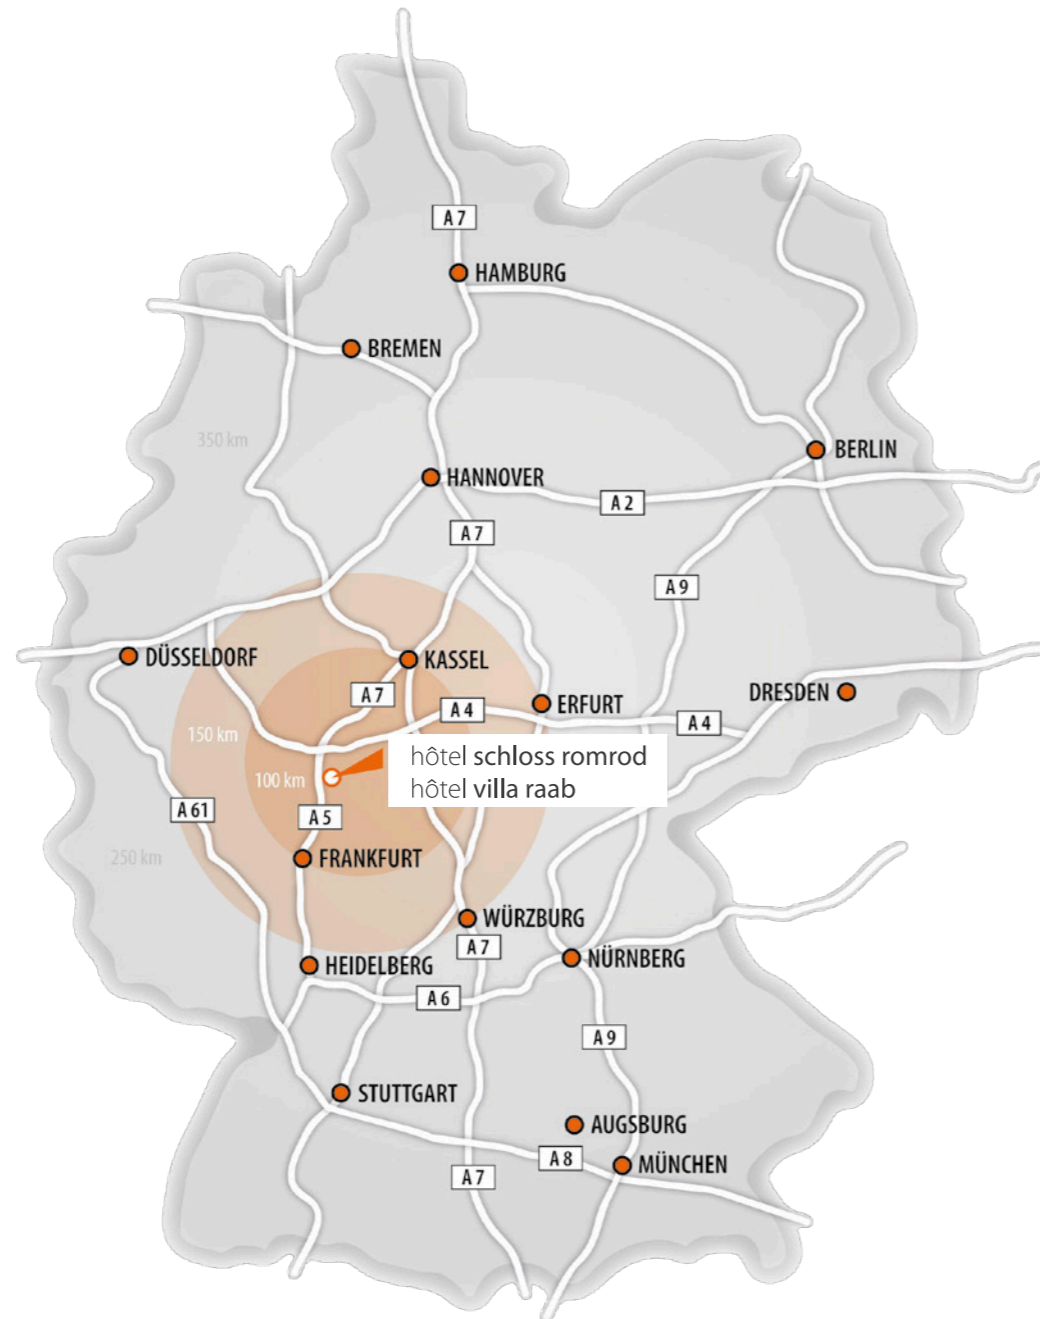 A 7
HAMBURG
BREMEN
350 km
BERLIN
HANNOVER
A 2
A 7
A 9
DÜSSELDORF
KASSEL
A 7
ERFURT
DRESDEN
A 4
A 4
150 km
hôtel schloss romrod
hôtel villa raab
100 km
A 61
A 5
250 km
FRANKFURT
WÜRZBURG
A 7
NÜRNBERG
HEIDELBERG
A 6
A 9
STUTTGART
AUGSBURG
A 8
MÜNCHEN
A 7